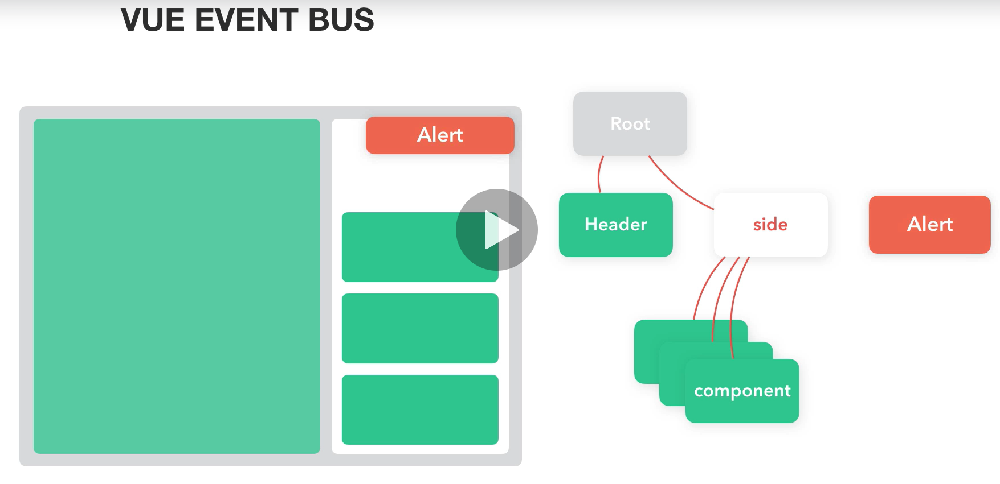 VUE EVENT BUS
Alert
Root
Header
side
Alert
component